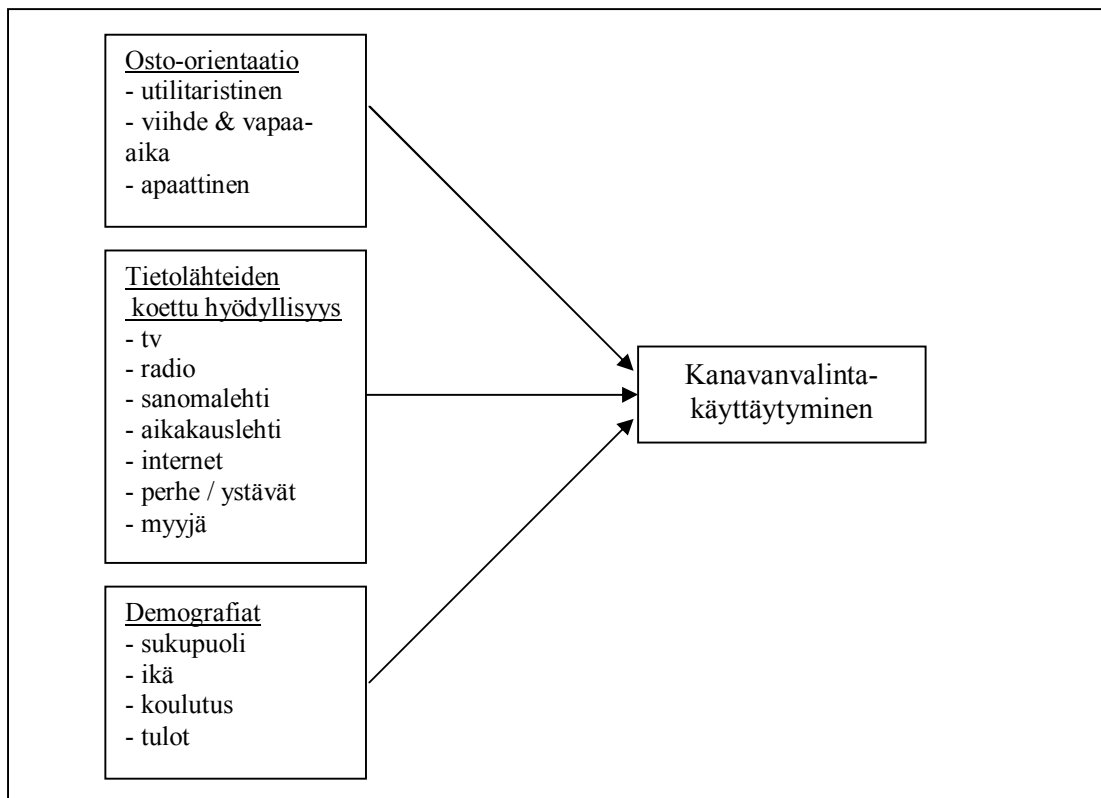 Osto-orientaatio
- utilitaristinen
- viihde & vapaa-
aika
- apaattinen
Tietolähteiden
koettu hyödyllisyys
- tv
- radio
- sanomalehti
- aikakauslehti
- internet
- perhe / ystävät
- myyjä
Demografiat
- sukupuoli
- ikä
- koulutus
- tulot
Kanavanvalinta-
käyttäytyminen